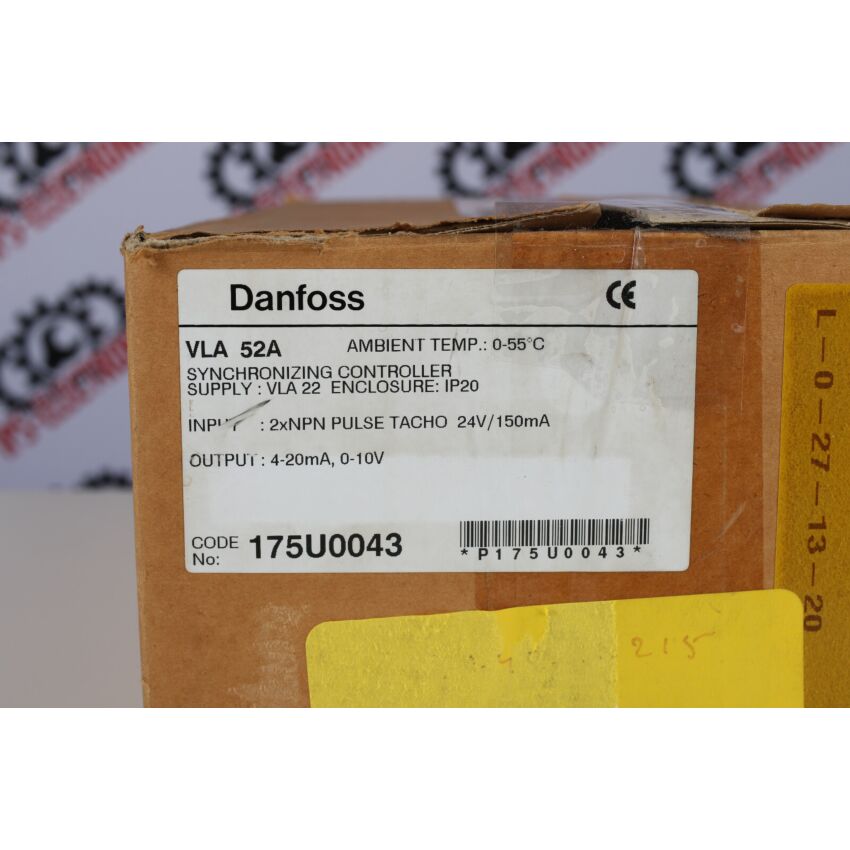 Danfoss CE
VLA 52A AMBIENT TEMP.: 0-55°C
SYNCHRONIZING CONTROLLER
SUPPLY : VLA 22 ENCLOSURE: IP20
INPUT : 2xNPN PULSE TACHO 24V/150mA
OUTPUT : 4-20mA, 0-10V
CODE No: 175U0043
*P175U0043*
L-0-27-13-20
215